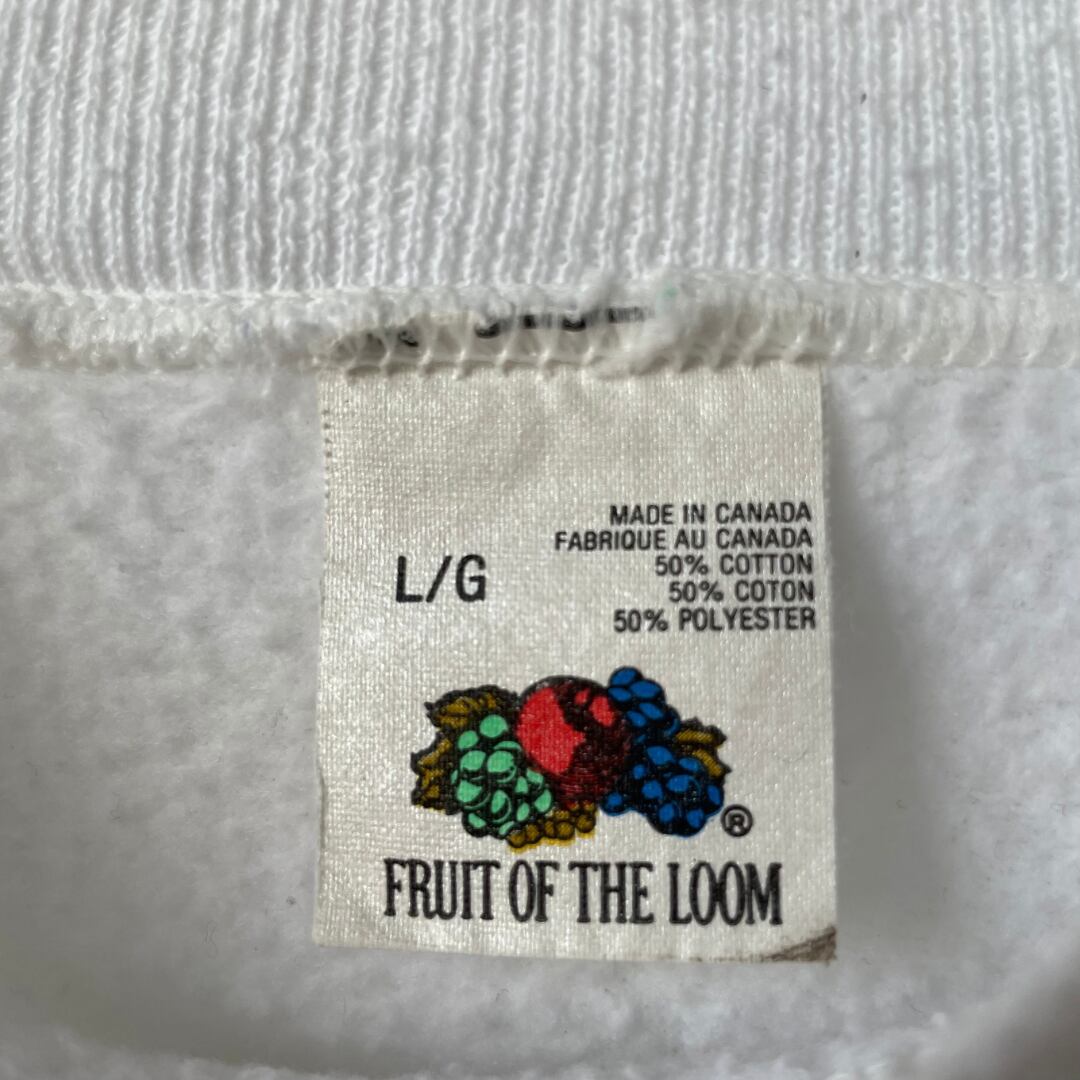 MADE IN CANADA
FABRIQUE AU CANADA
50% COTTON
50% COTON
50% POLYESTER
L/G
®
FRUIT OF THE LOOM